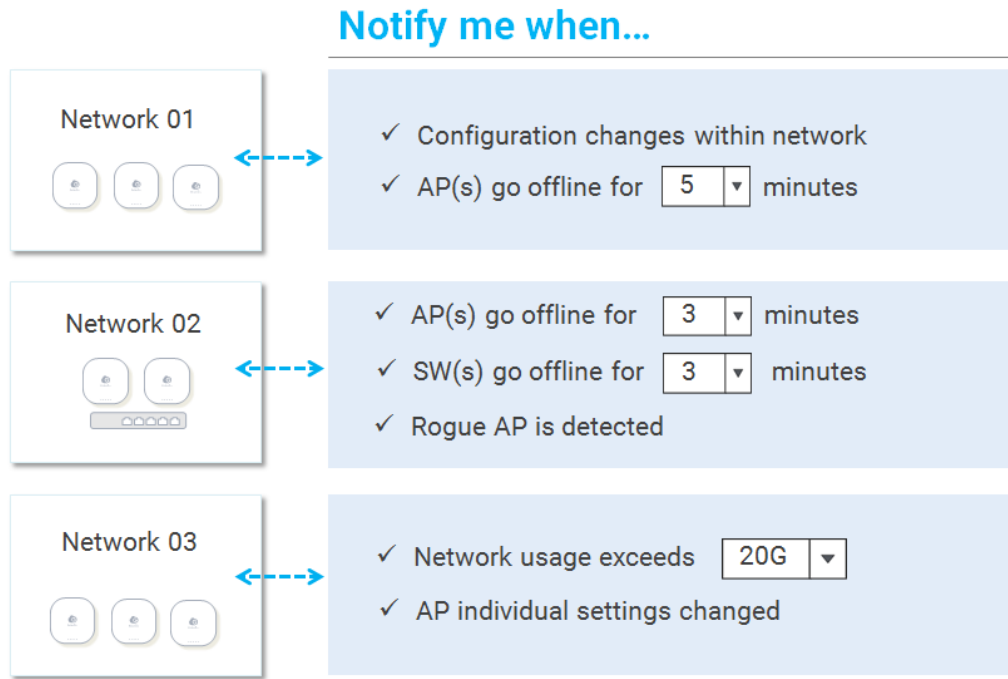 Notify me when...
Network 01
✓ Configuration changes within network
✓ AP(s) go offline for 5 minutes
Network 02
✓ AP(s) go offline for 3 minutes
✓ SW(s) go offline for 3 minutes
✓ Rogue AP is detected
Network 03
✓ Network usage exceeds 20G
✓ AP individual settings changed